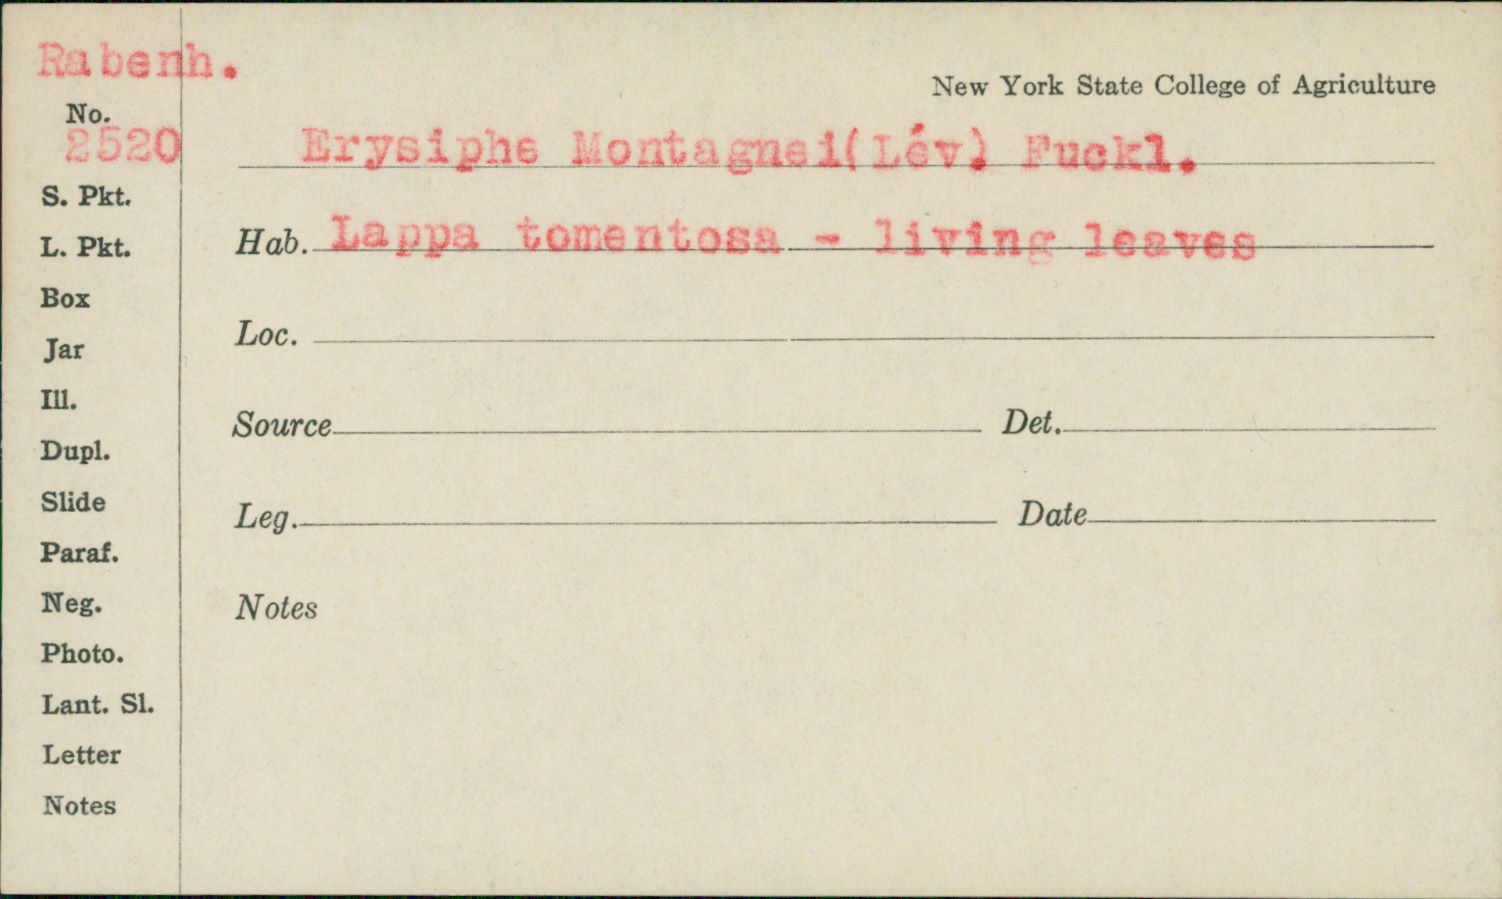 Rabenh.
New York State College of Agriculture
No.
2520
Erysiphe Montagnei(Lév) Fuckl.
S. Pkt.
L. Pkt.
Hab. Lappa tomentosa - living leaves
Box
Loc.
Jar
Ill.
Source Det.
Dupl.
Slide
Leg. Date
Paraf.
Neg.
Notes
Photo.
Lant. Sl.
Letter
Notes